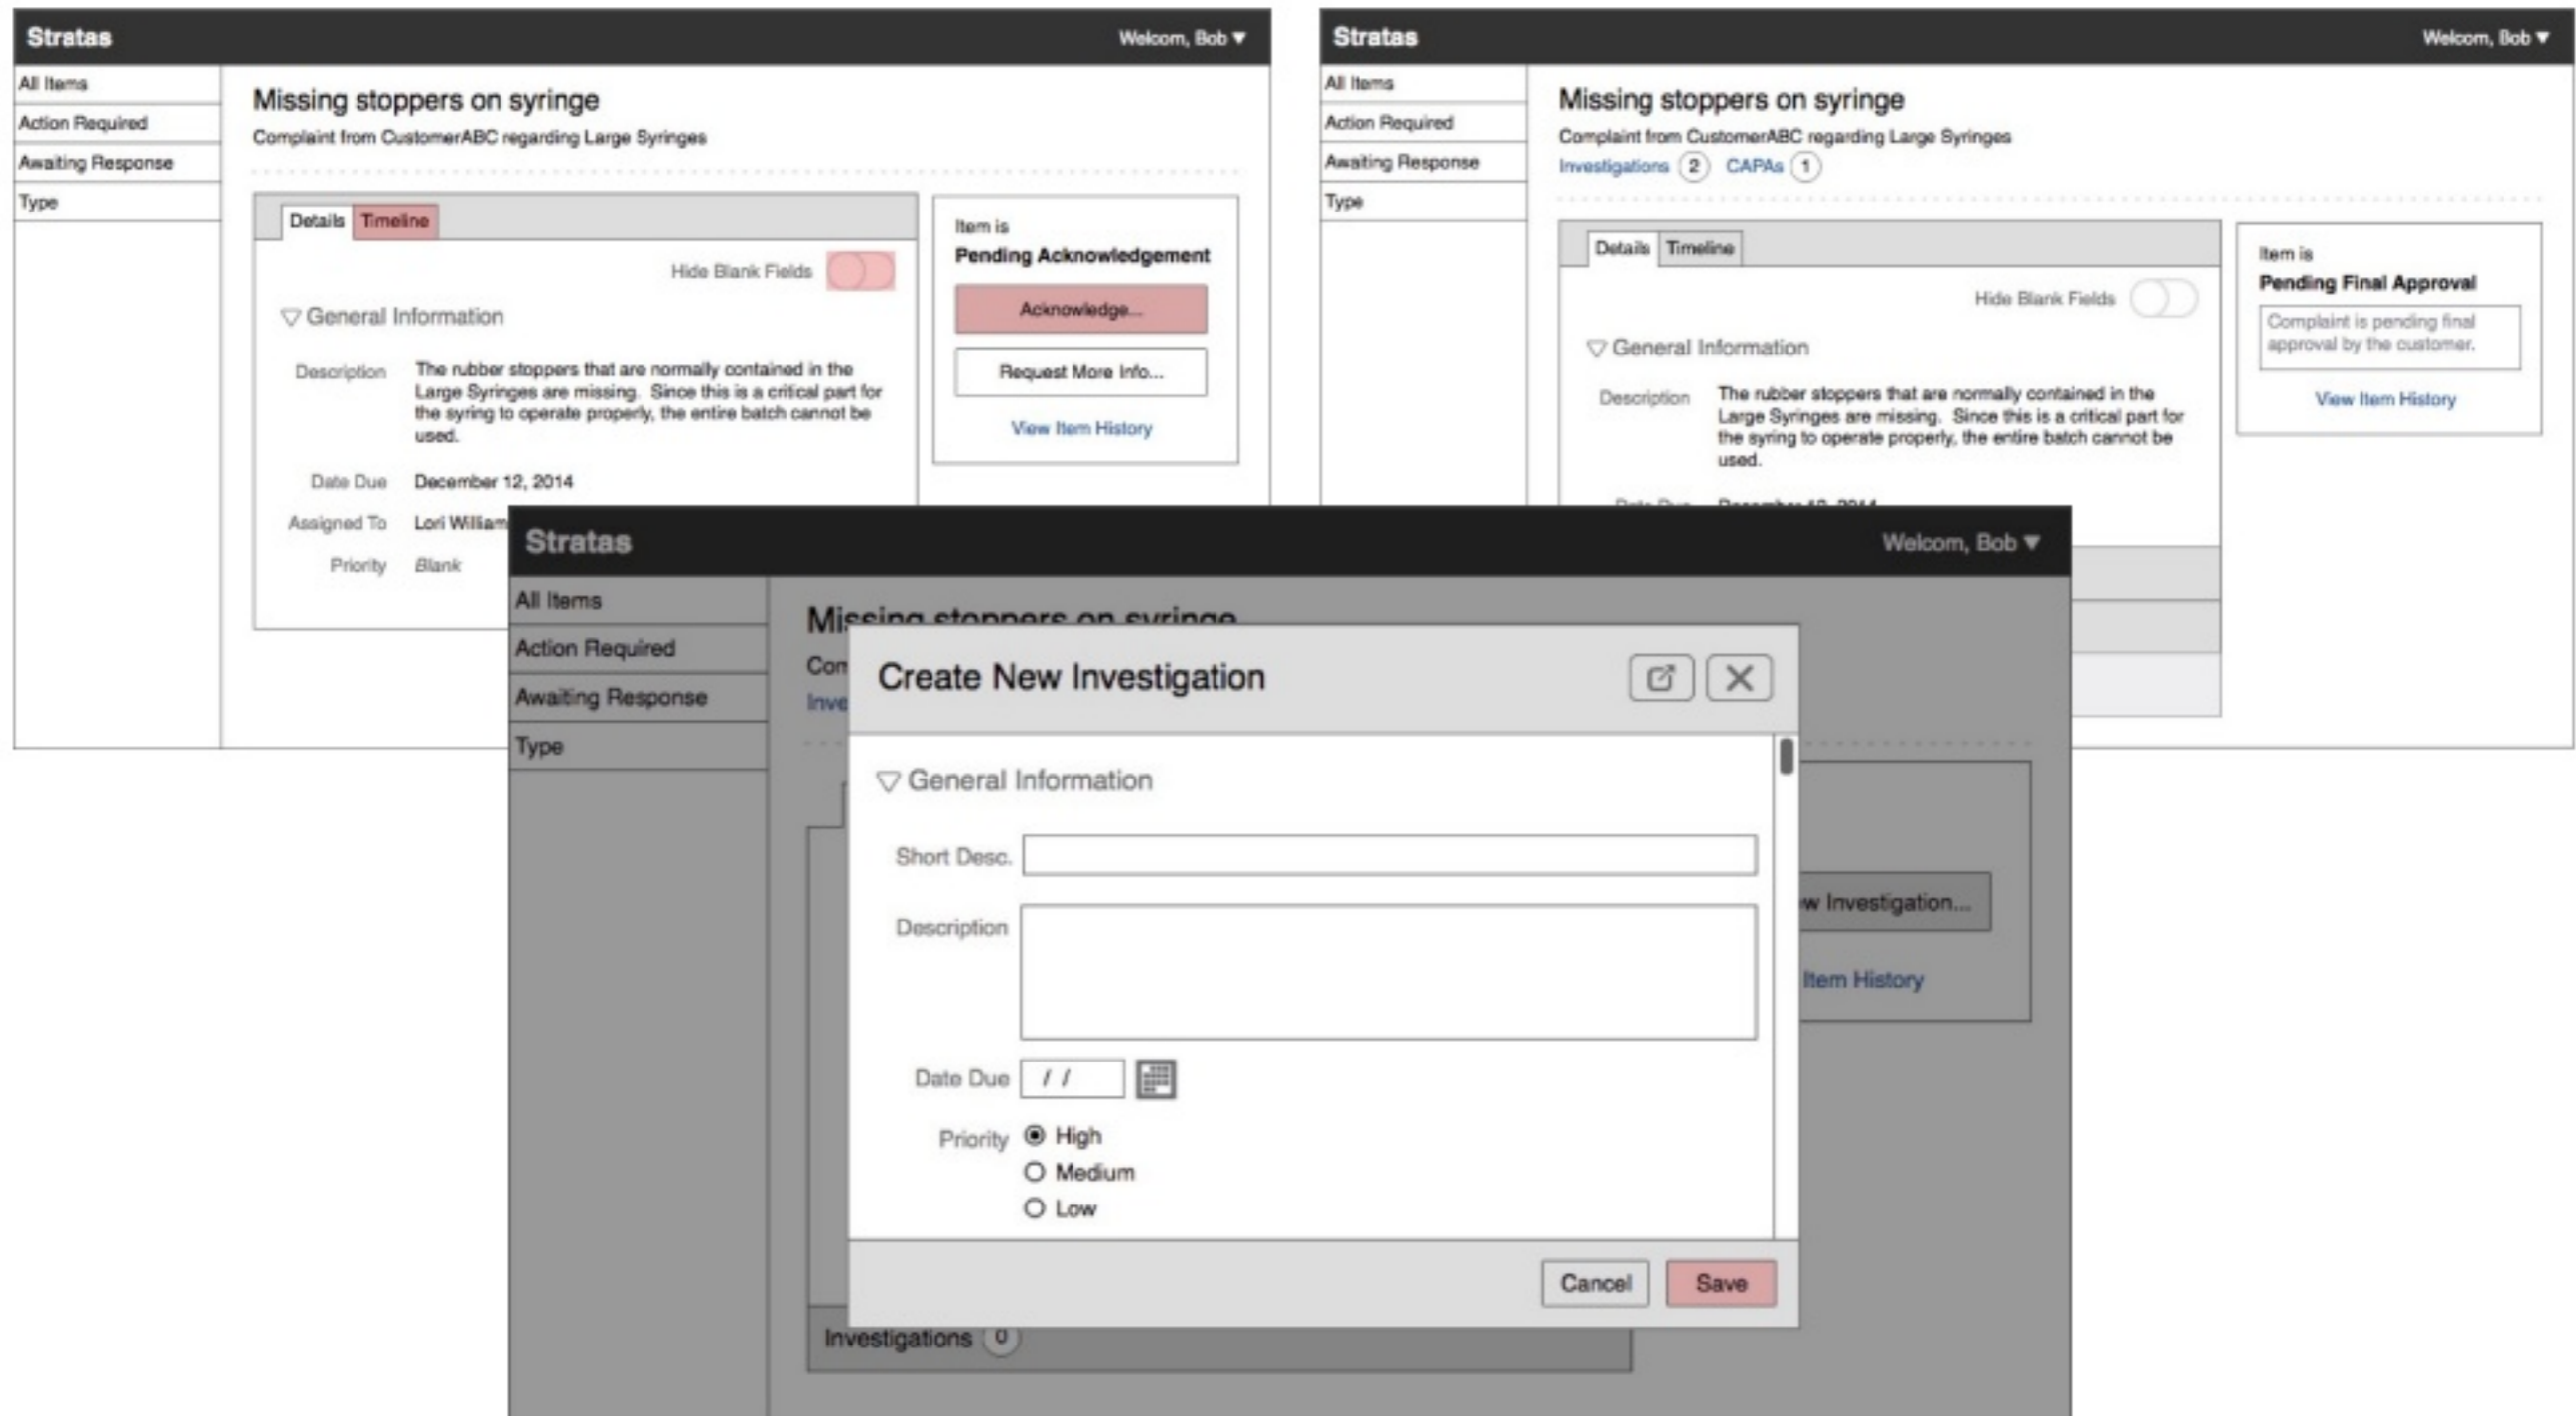 Stratas
Welcom, Bob ▼
All Items
Action Required
Awaiting Response
Type
Missing stoppers on syringe
Complaint from CustomerABC regarding Large Syringes
Details
Timeline
Hide Blank Fields
General Information
Description
The rubber stoppers that are normally contained in the
Large Syringes are missing. Since this is a critical part for
the syring to operate properly, the entire batch cannot be
used.
Date Due
December 12, 2014
Assigned To
Lori William
Priority
Blank
Item is
Pending Acknowledgement
Acknowledge...
Request More Info...
View Item History
Stratas
Welcom, Bob ▼
All Items
Action Required
Awaiting Response
Type
Missing stoppers on syringe
Complaint from CustomerABC regarding Large Syringes
Investigations 2 CAPAs 1
Details
Timeline
Hide Blank Fields
General Information
Description
The rubber stoppers that are normally contained in the
Large Syringes are missing. Since this is a critical part for
the syring to operate properly, the entire batch cannot be
used.
Item is
Pending Final Approval
Complaint is pending final
approval by the customer.
View Item History
Stratas
Welcom, Bob ▼
All Items
Action Required
Awaiting Response
Type
Missing stoppers on syringe
Com
Inve
w Investigation...
Item History
Investigations 0
Create New Investigation
General Information
Short Desc.
Description
Date Due / /
Priority
High
Medium
Low
Cancel
Save